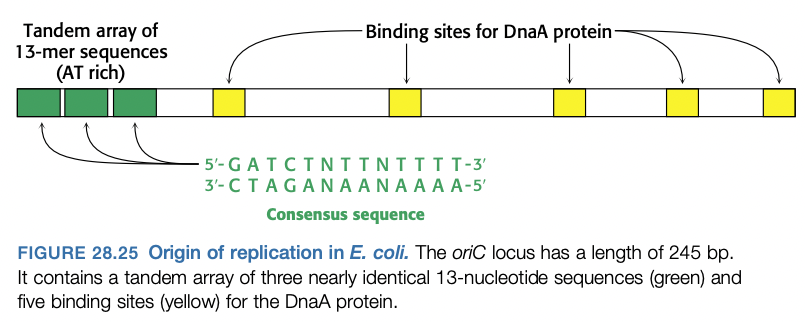 Tandem array of
13-mer sequences
(AT rich)
Binding sites for DnaA protein
5′-G A T C T N T T N T T T T-3′
3′-C T A G A N A A N A A A A-5′
Consensus sequence
FIGURE 28.25 Origin of replication in E. coli. The oriC locus has a length of 245 bp.
It contains a tandem array of three nearly identical 13-nucleotide sequences (green) and
five binding sites (yellow) for the DnaA protein.